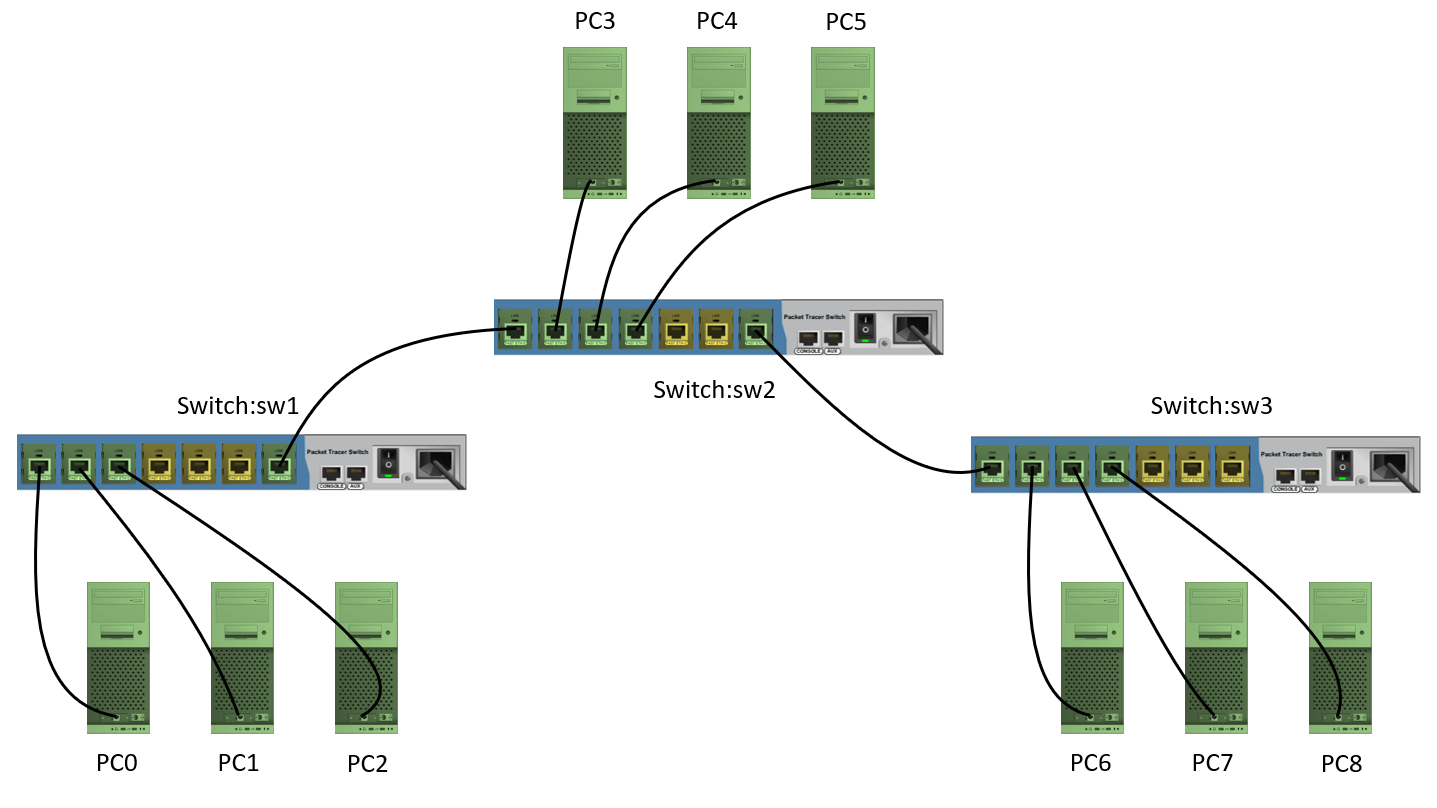 PC3 PC4 PC5
Packet Tracer Switch
CONSOLE AUX
Switch:sw2
Switch:sw1
Switch:sw3
Packet Tracer Switch
CONSOLE AUX
Packet Tracer Switch
CONSOLE AUX
PC0 PC1 PC2
PC6 PC7 PC8